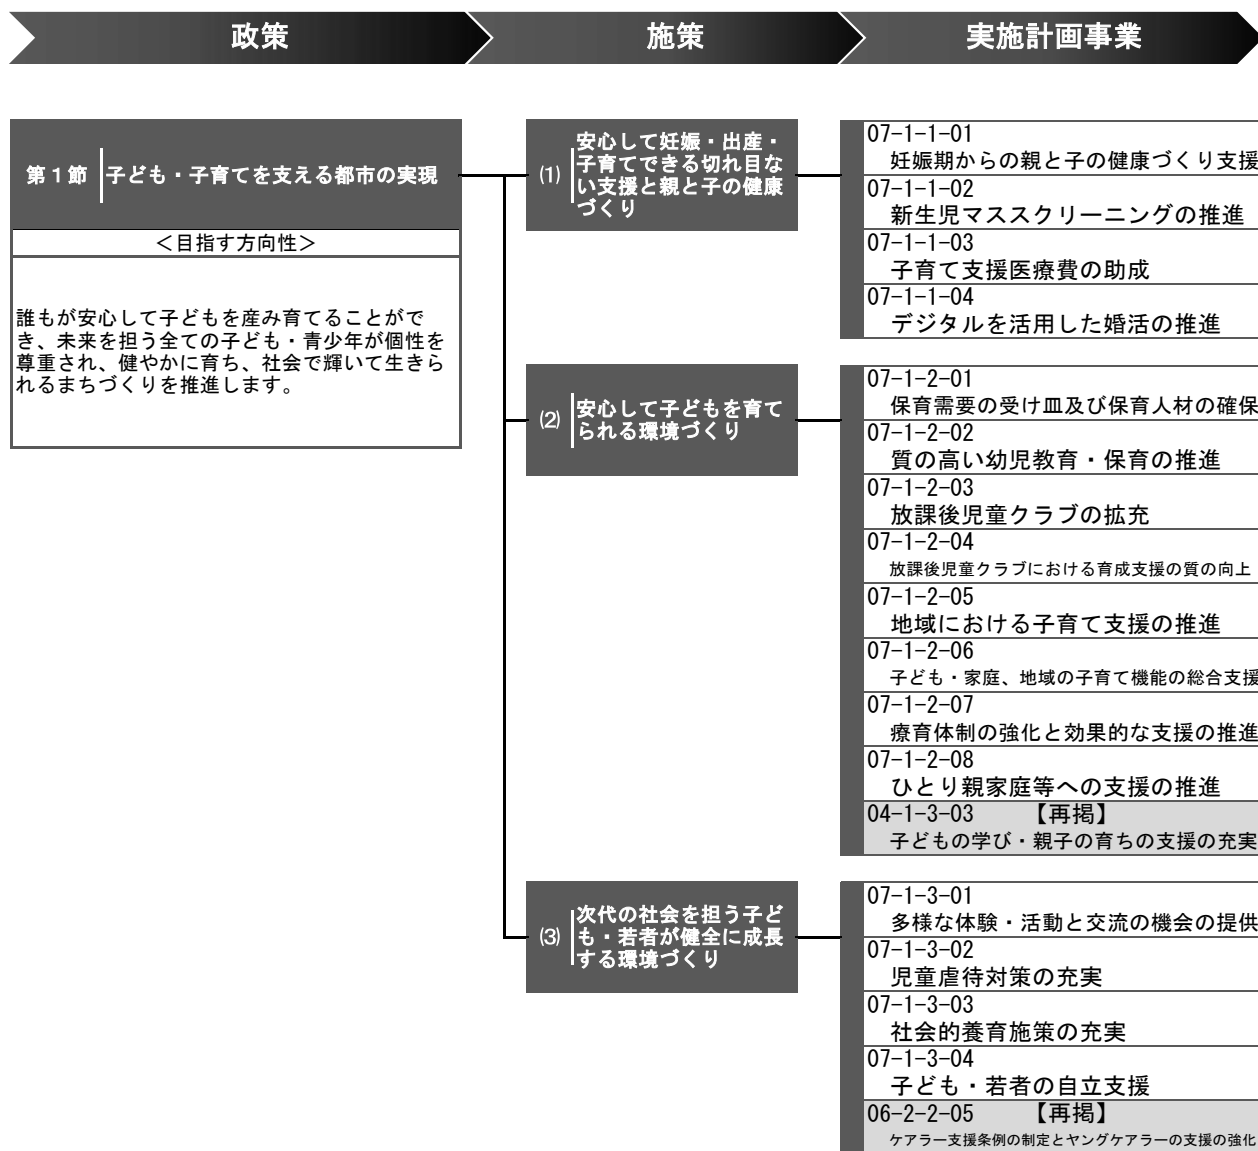 政策
施策
実施計画事業
第1節 子ども・子育てを支える都市の実現
＜目指す方向性＞
誰もが安心して子どもを産み育てることがで
き、未来を担う全ての子ども・青少年が個性を
尊重され、健やかに育ち、社会で輝いて生きら
れるまちづくりを推進します。
⑴
安心して妊娠・出産・
子育てできる切れ目な
い支援と親と子の健康
づくり
07-1-1-01
妊娠期からの親と子の健康づくり支援
07-1-1-02
新生児マススクリーニングの推進
07-1-1-03
子育て支援医療費の助成
07-1-1-04
デジタルを活用した婚活の推進
⑵
安心して子どもを育て
られる環境づくり
07-1-2-01
保育需要の受け皿及び保育人材の確保
07-1-2-02
質の高い幼児教育・保育の推進
07-1-2-03
放課後児童クラブの拡充
07-1-2-04
放課後児童クラブにおける育成支援の質の向上
07-1-2-05
地域における子育て支援の推進
07-1-2-06
子ども・家庭、地域の子育て機能の総合支援
07-1-2-07
療育体制の強化と効果的な支援の推進
07-1-2-08
ひとり親家庭等への支援の推進
04-1-3-03 【再掲】
子どもの学び・親子の育ちの支援の充実
⑶
次代の社会を担う子ど
も・若者が健全に成長
する環境づくり
07-1-3-01
多様な体験・活動と交流の機会の提供
07-1-3-02
児童虐待対策の充実
07-1-3-03
社会的養育施策の充実
07-1-3-04
子ども・若者の自立支援
06-2-2-05 【再掲】
ケアラー支援条例の制定とヤングケアラーの支援の強化